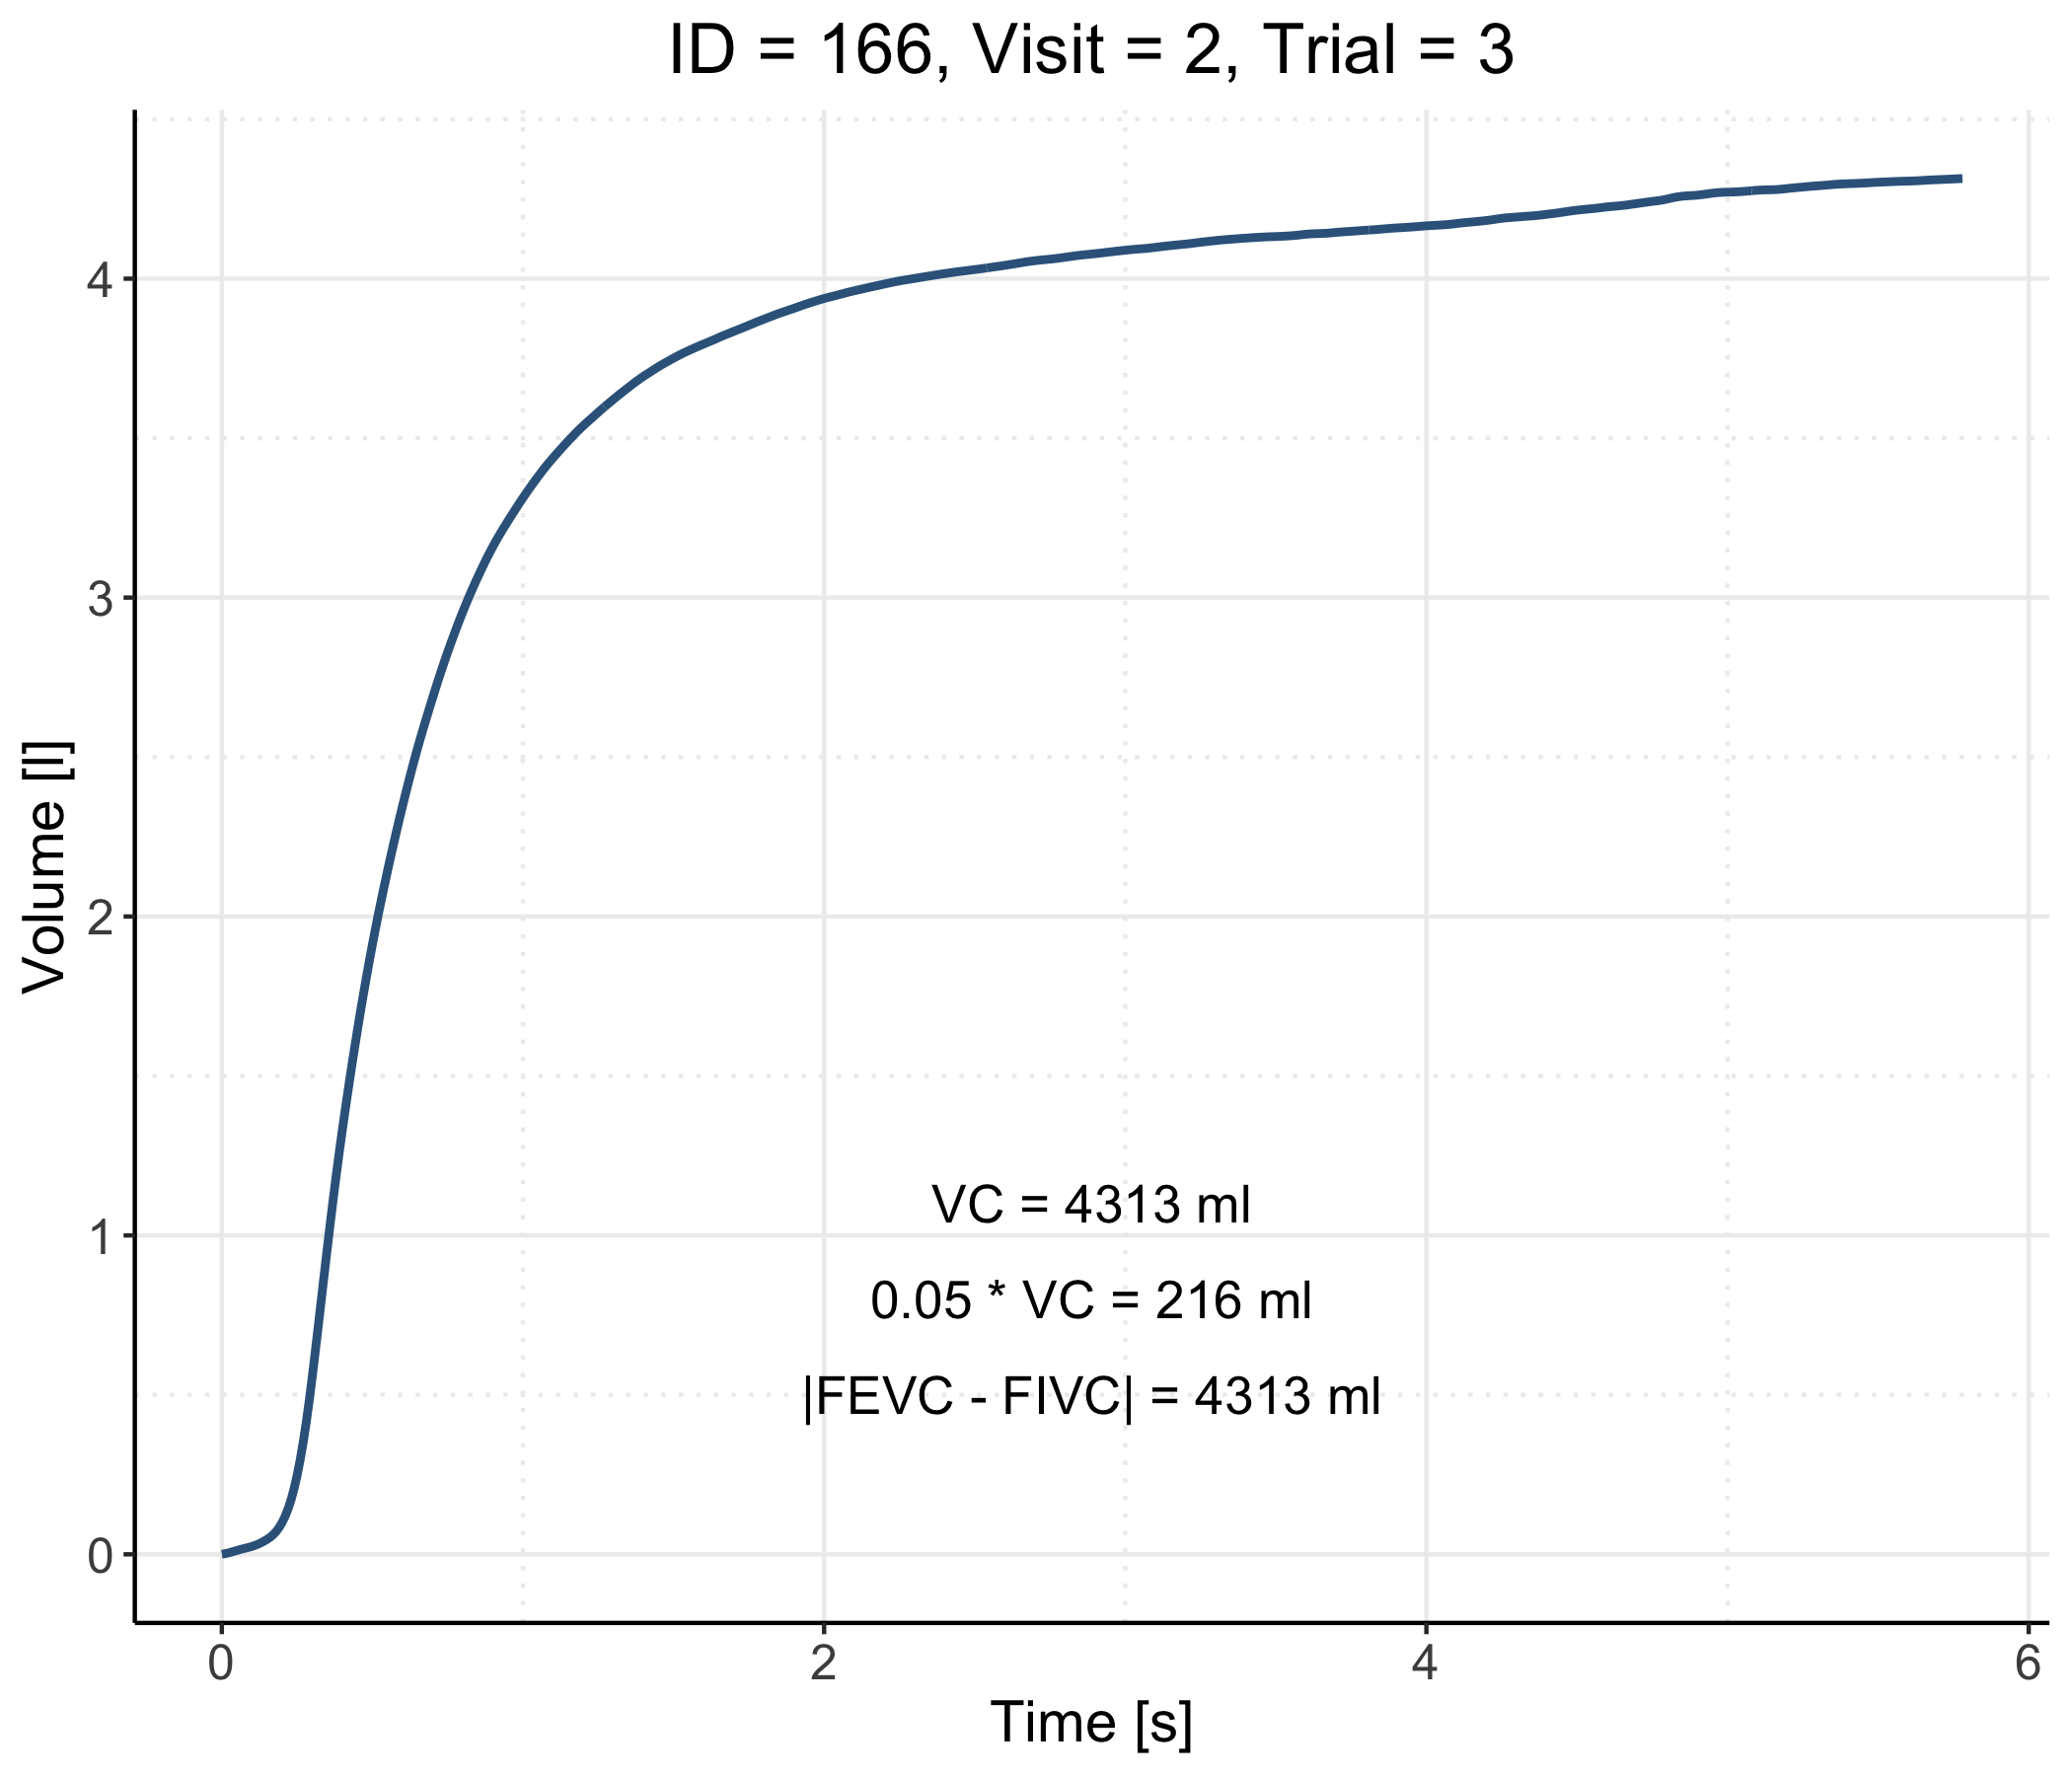 ID = 166, Visit = 2, Trial = 3
4
3
2
1
0
Volume [l]
VC = 4313 ml
0.05 * VC = 216 ml
|FEVC - FIVC| = 4313 ml
0
2
4
6
Time [s]